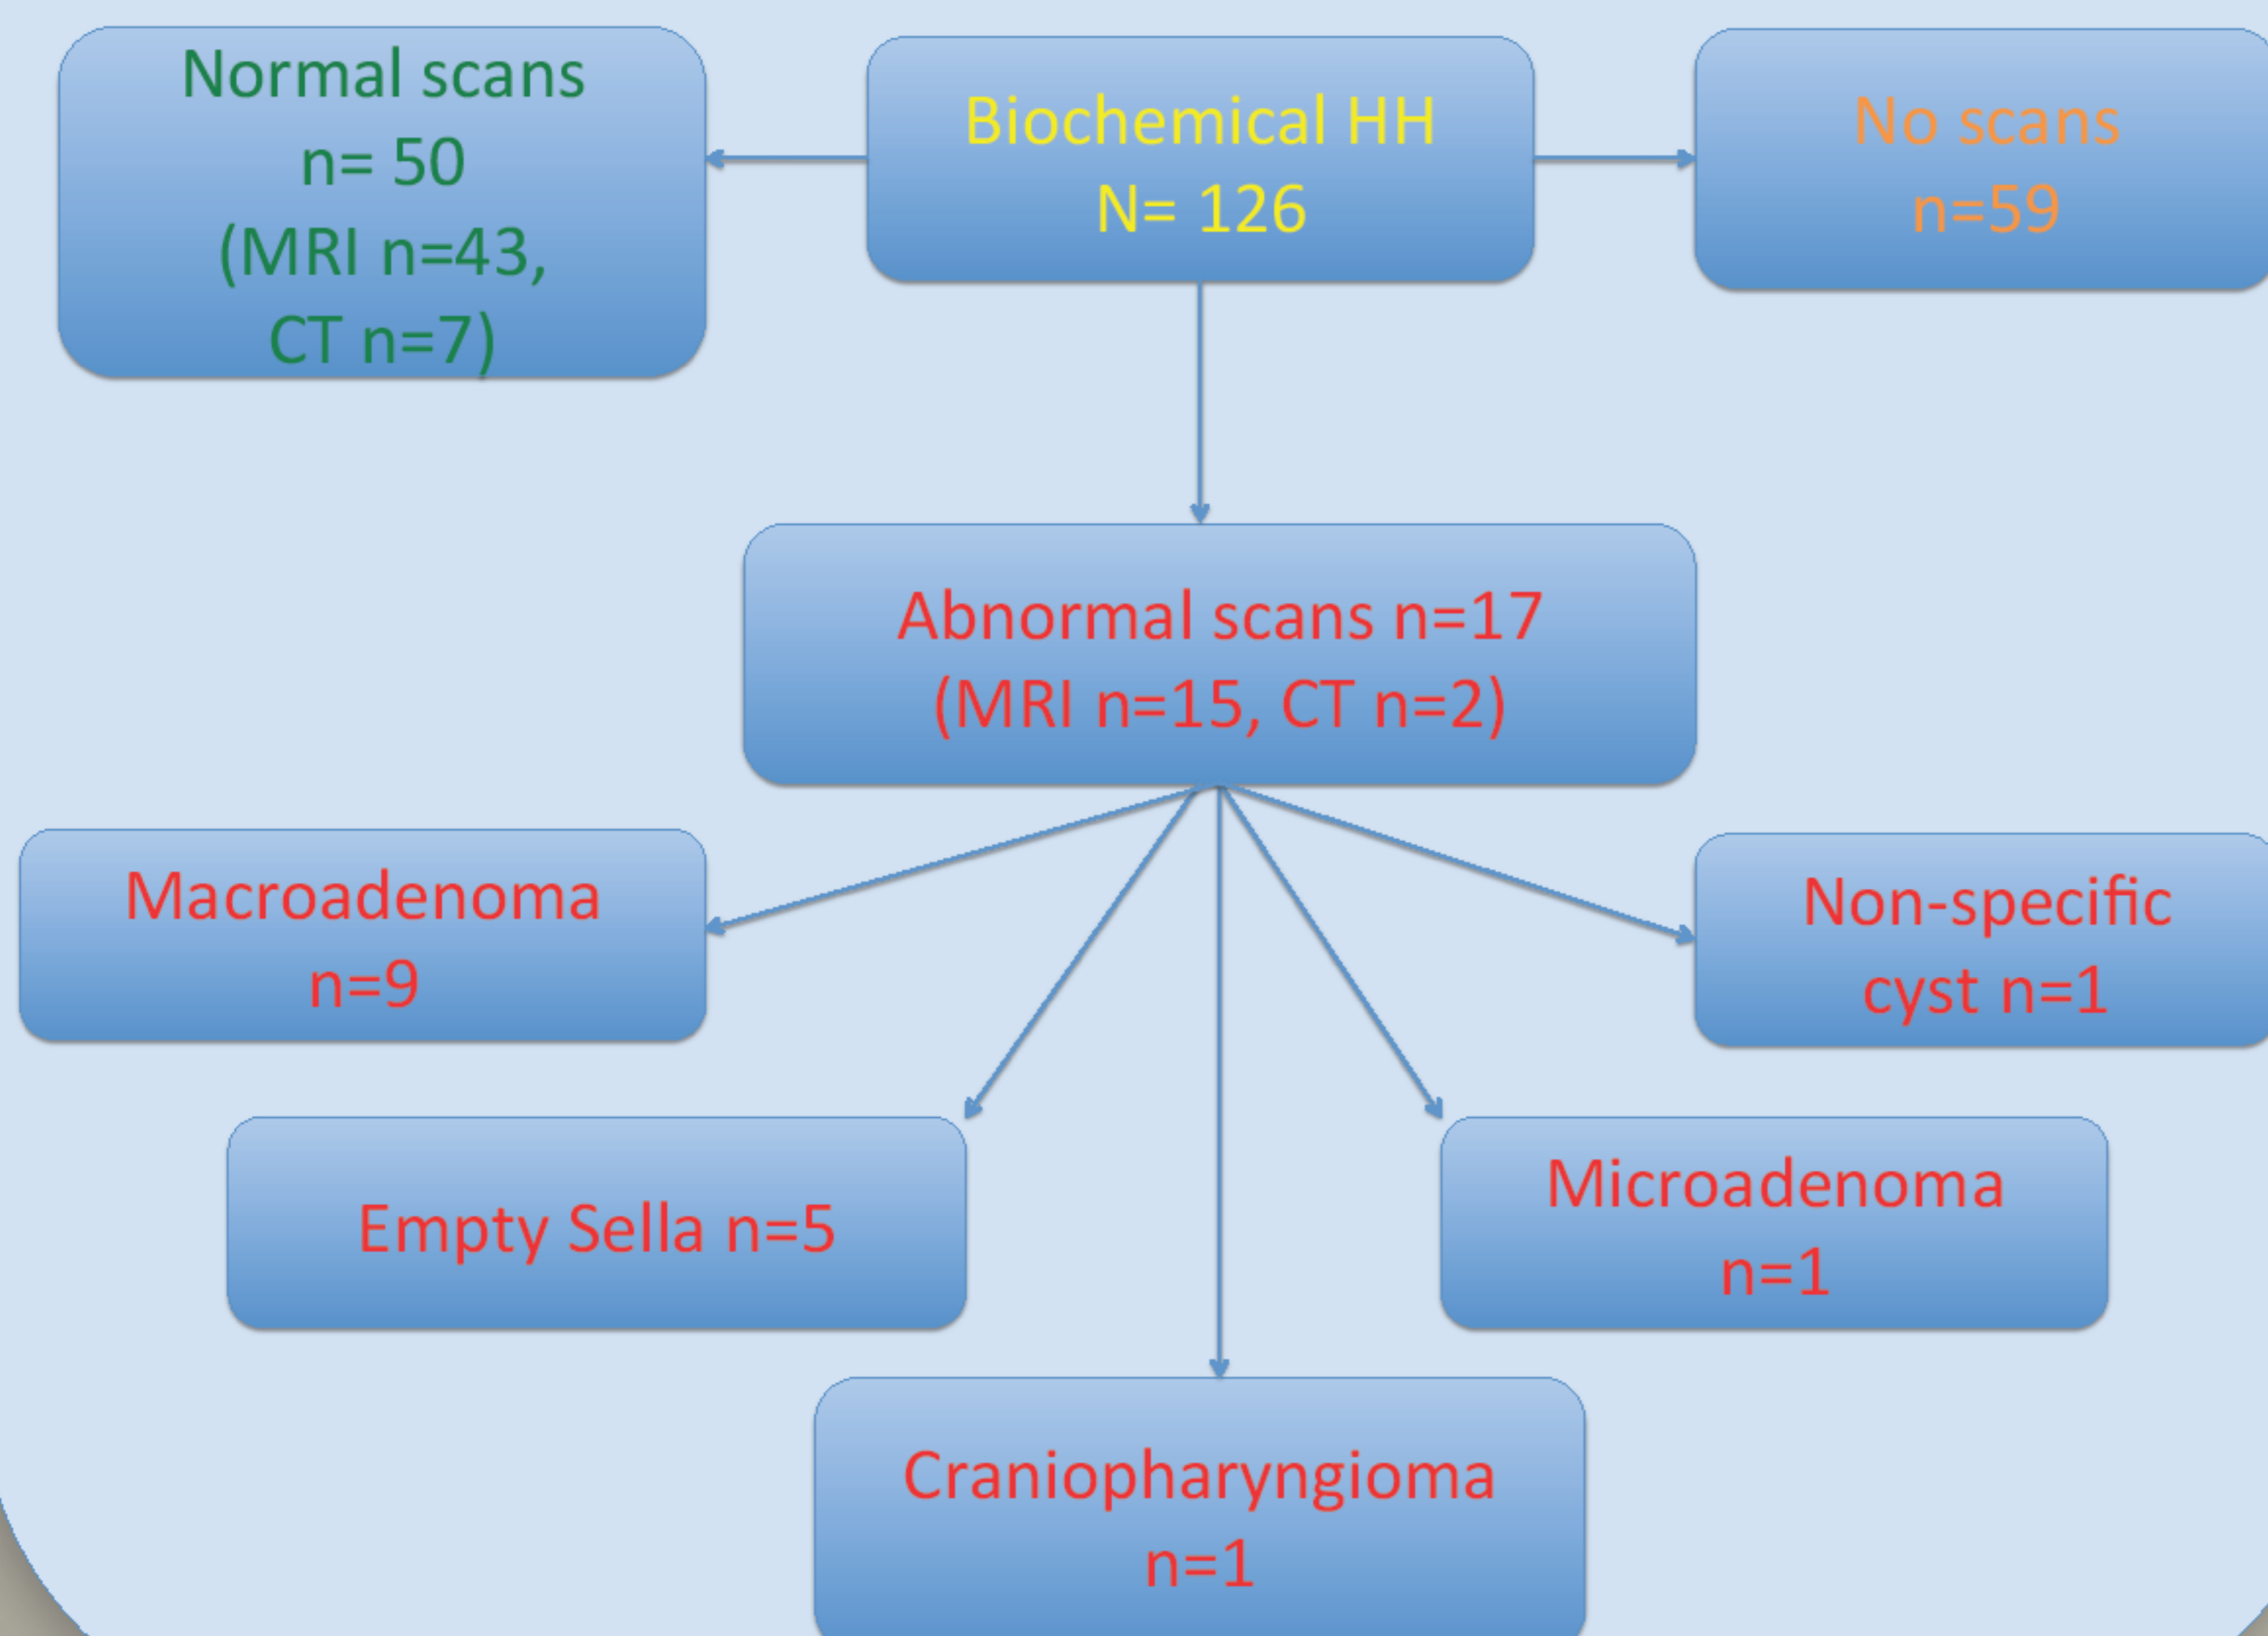 Normal scans
n= 50
(MRI n=43,
CT n=7)
Biochemical HH
N= 126
No scans
n=59
Abnormal scans n=17
(MRI n=15, CT n=2)
Macroadenoma
n=9
Non-specific
cyst n=1
Empty Sella n=5
Microadenoma
n=1
Craniopharyngioma
n=1